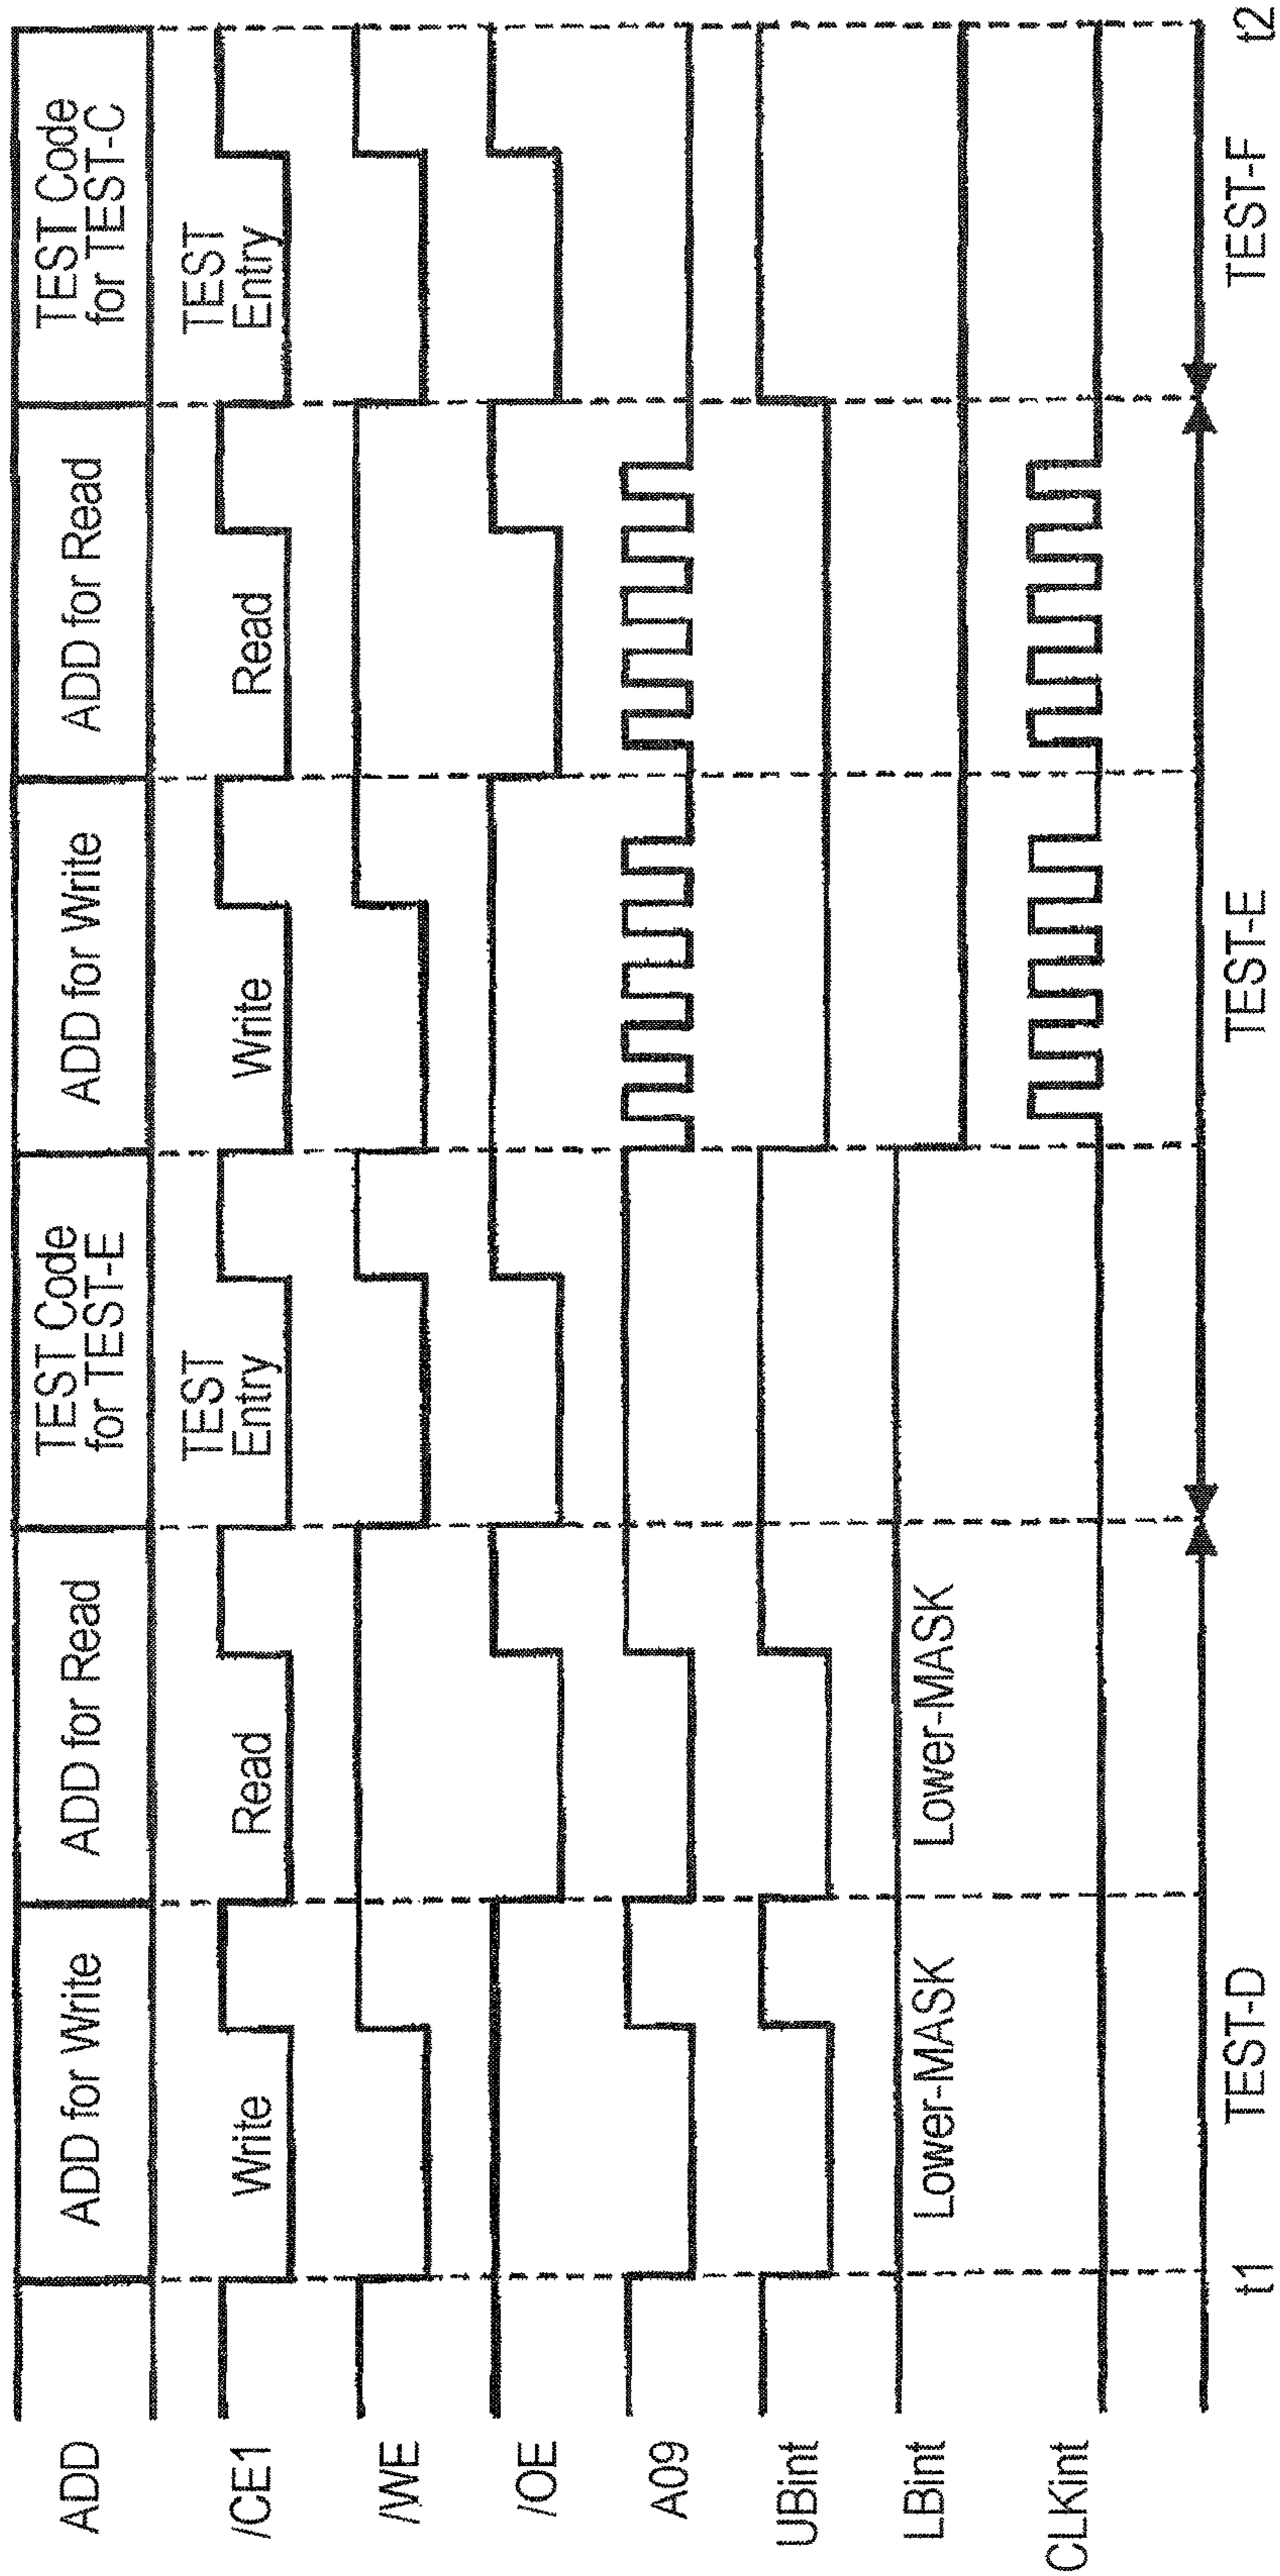 ADD
ADD for Write
ADD for Read
TEST Code
for TEST-E
ADD for Write
ADD for Read
TEST Code
for TEST-C
/CE1
Write
Read
TEST
Entry
Write
Read
TEST
Entry
/WE
/OE
A09
UBint
LBint
Lower-MASK
Lower-MASK
CLKint
TEST-D
TEST-E
TEST-F
t1
t2